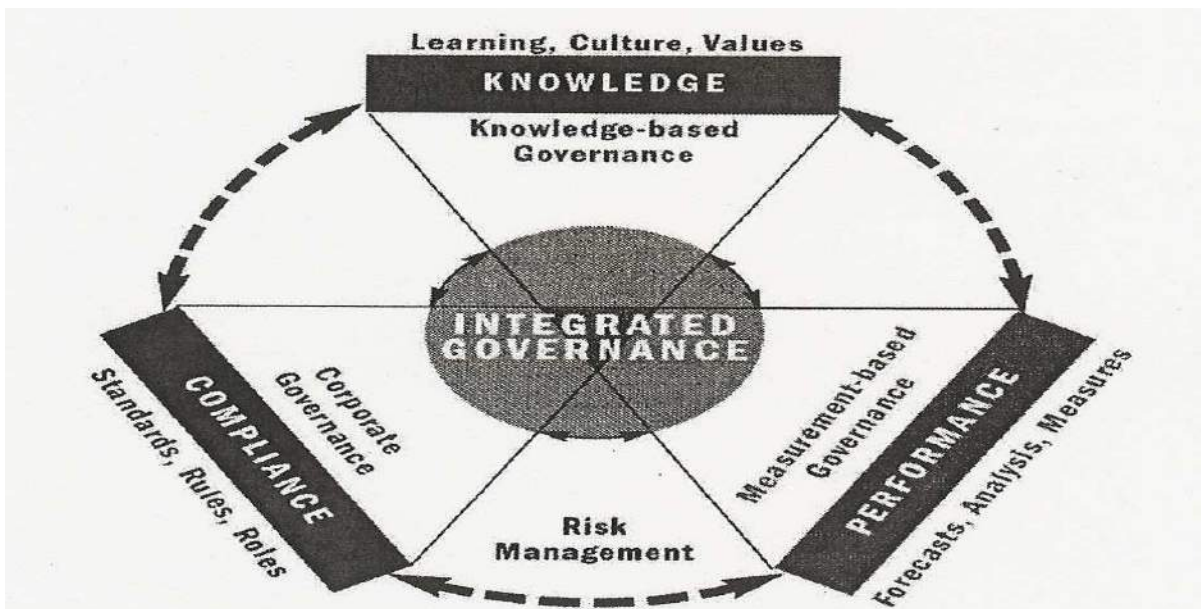 Learning, Culture, Values
KNOWLEDGE
Knowledge-based
Governance
INTEGRATED
GOVERNANCE
Corporate
Governance
COMPLIANCE
Standards, Rules, Roles
Measurement-based
Governance
PERFORMANCE
Forecasts, Analysis, Measures
Risk
Management